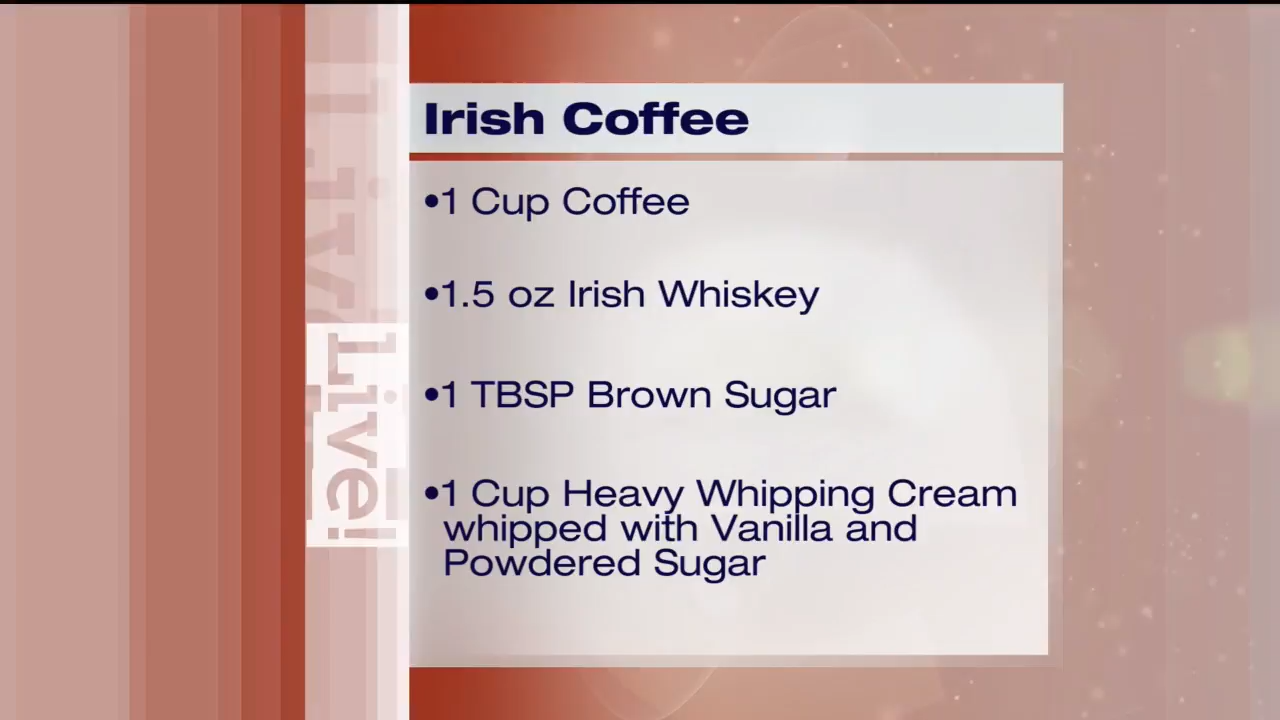 Irish Coffee
•1 Cup Coffee
•1.5 oz Irish Whiskey
•1 TBSP Brown Sugar
•1 Cup Heavy Whipping Cream
whipped with Vanilla and
Powdered Sugar
Live!
Live